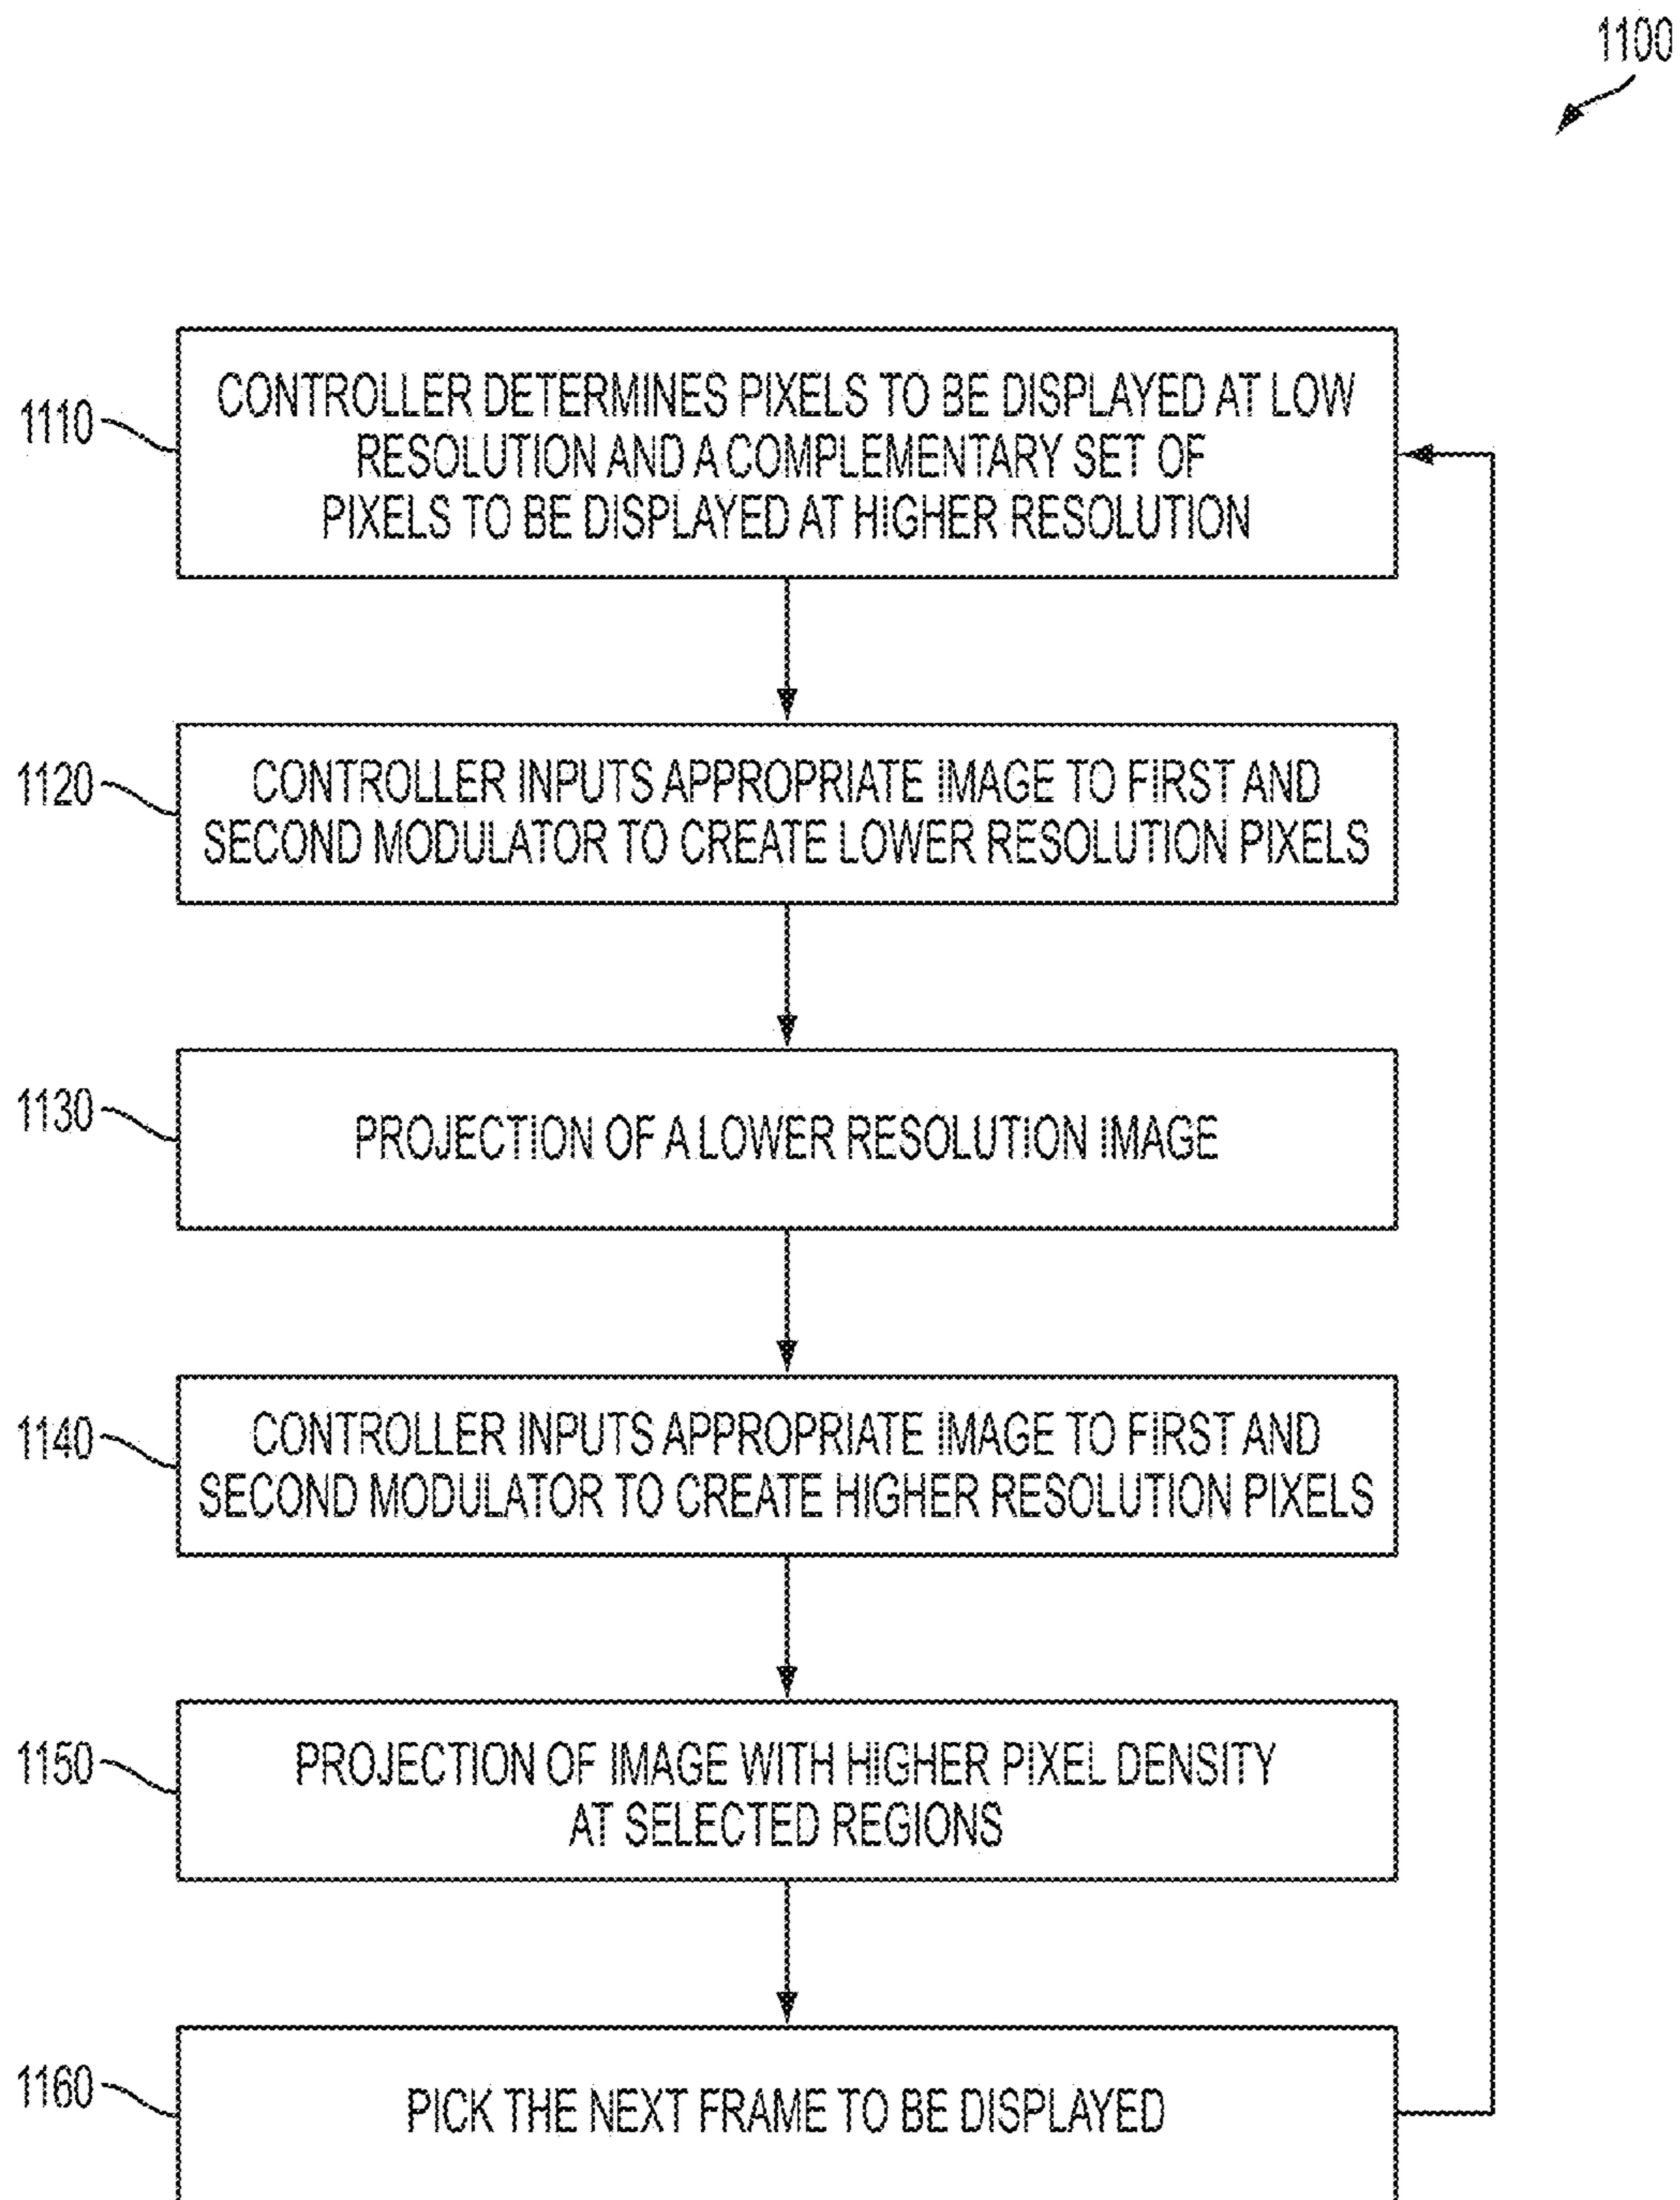 1100
1110
CONTROLLER DETERMINES PIXELS TO BE DISPLAYED AT LOW
RESOLUTION AND A COMPLEMENTARY SET OF
PIXELS TO BE DISPLAYED AT HIGHER RESOLUTION
1120
CONTROLLER INPUTS APPROPRIATE IMAGE TO FIRST AND
SECOND MODULATOR TO CREATE LOWER RESOLUTION PIXELS
1130
PROJECTION OF A LOWER RESOLUTION IMAGE
1140
CONTROLLER INPUTS APPROPRIATE IMAGE TO FIRST AND
SECOND MODULATOR TO CREATE HIGHER RESOLUTION PIXELS
1150
PROJECTION OF IMAGE WITH HIGHER PIXEL DENSITY
AT SELECTED REGIONS
1160
PICK THE NEXT FRAME TO BE DISPLAYED